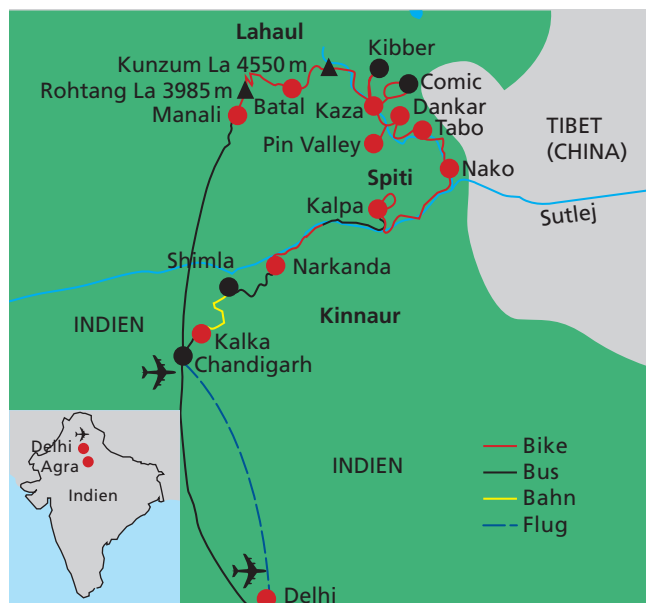 Lahaul
Kunzum La 4550 m
Kibber
Rohtang La 3985 m
Comic
Manali
Batal
Kaza
Dankar
Tabo
Pin Valley
TIBET
(CHINA)
Nako
Spiti
Kalpa
Sutlej
Shimla
Narkanda
INDIEN
Kinnaur
Kalka
Chandigarh
Delhi
Agra
Indien
INDIEN
Bike
Bus
Bahn
Flug
Delhi